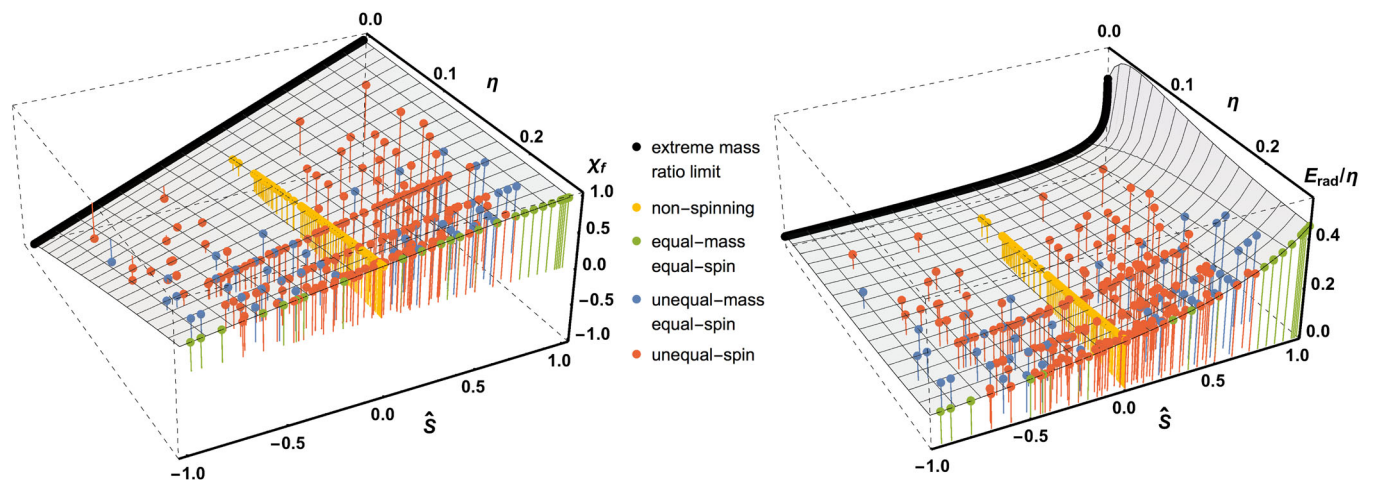 0.0
0.1
η
0.2
χf
1.0
0.5
0.0
−0.5
−1.0
1.0
0.5
0.0
Ŝ
−0.5
−1.0
extreme mass
ratio limit
non−spinning
equal−mass
equal−spin
unequal−mass
equal−spin
unequal−spin
0.0
0.1
η
0.2
Erad/η
0.4
0.2
0.0
1.0
0.5
0.0
Ŝ
−0.5
−1.0